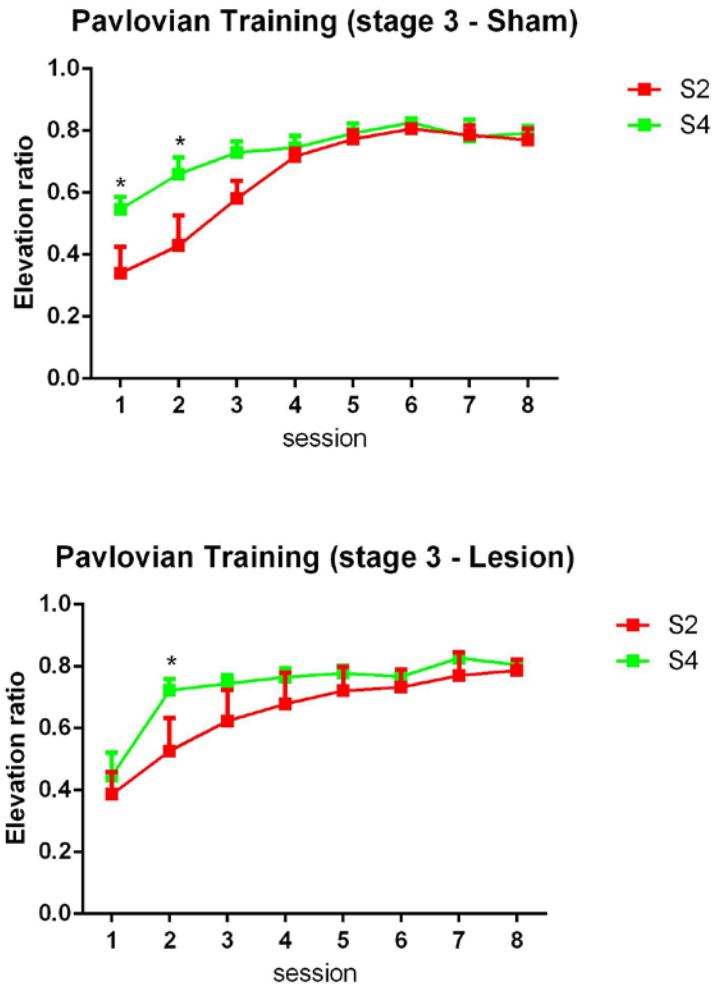 Pavlovian Training (stage 3 - Sham)
1.0
0.8
0.6
0.4
0.2
0.0
Elevation ratio
* *
1 2 3 4 5 6 7 8
session
S2
S4
Pavlovian Training (stage 3 - Lesion)
1.0
0.8
0.6
0.4
0.2
0.0
Elevation ratio
*
1 2 3 4 5 6 7 8
session
S2
S4